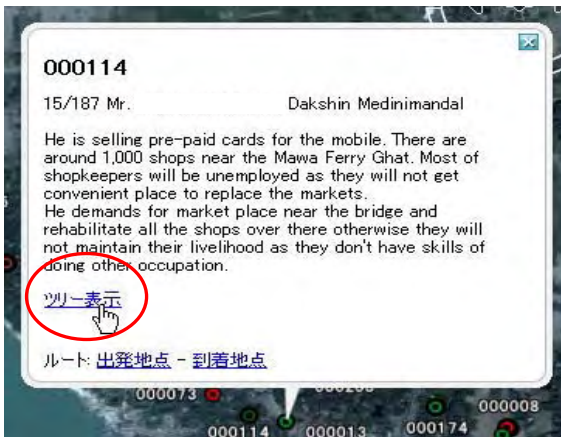 000114
15/187 Mr. Dakshin Medinimandal
He is selling pre-paid cards for the mobile. There are
around 1,000 shops near the Mawa Ferry Ghat. Most of
shopkeepers will be unemployed as they will not get
convenient place to replace the markets.
He demands for market place near the bridge and
rehabilitate all the shops over there otherwise they will
not maintain their livelihood as they don't have skills of
doing other occupation.
ツリー表示
ルート: 出発地点 - 到着地点
000073
000008
000114 000013 000174